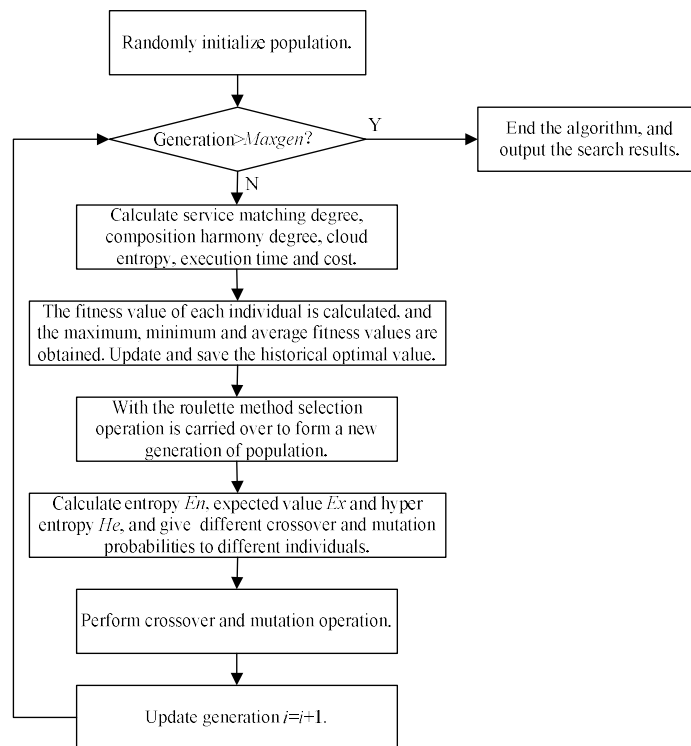 Randomly initialize population.
Generation>Maxgen?
Y
End the algorithm, and
output the search results.
N
Calculate service matching degree,
composition harmony degree, cloud
entropy, execution time and cost.
The fitness value of each individual is calculated, and
the maximum, minimum and average fitness values are
obtained. Update and save the historical optimal value.
With the roulette method selection
operation is carried over to form a new
generation of population.
Calculate entropy En, expected value Ex and hyper
entropy He, and give different crossover and mutation
probabilities to different individuals.
Perform crossover and mutation operation.
Update generation i=i+1.